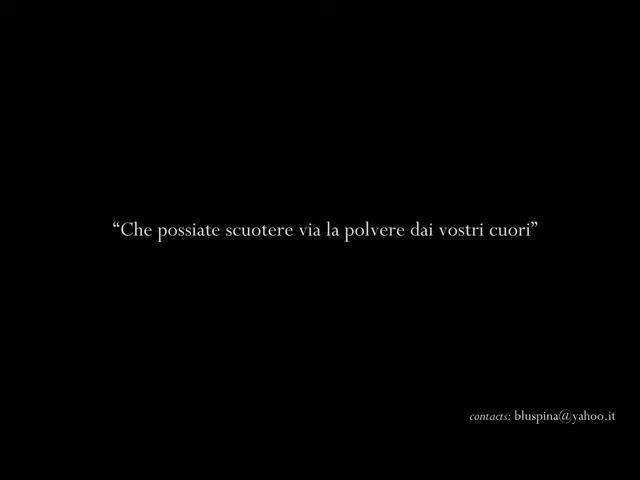 “Che possiate scuotere via la polvere dai vostri cuori”
contacts: bluspina@yahoo.it